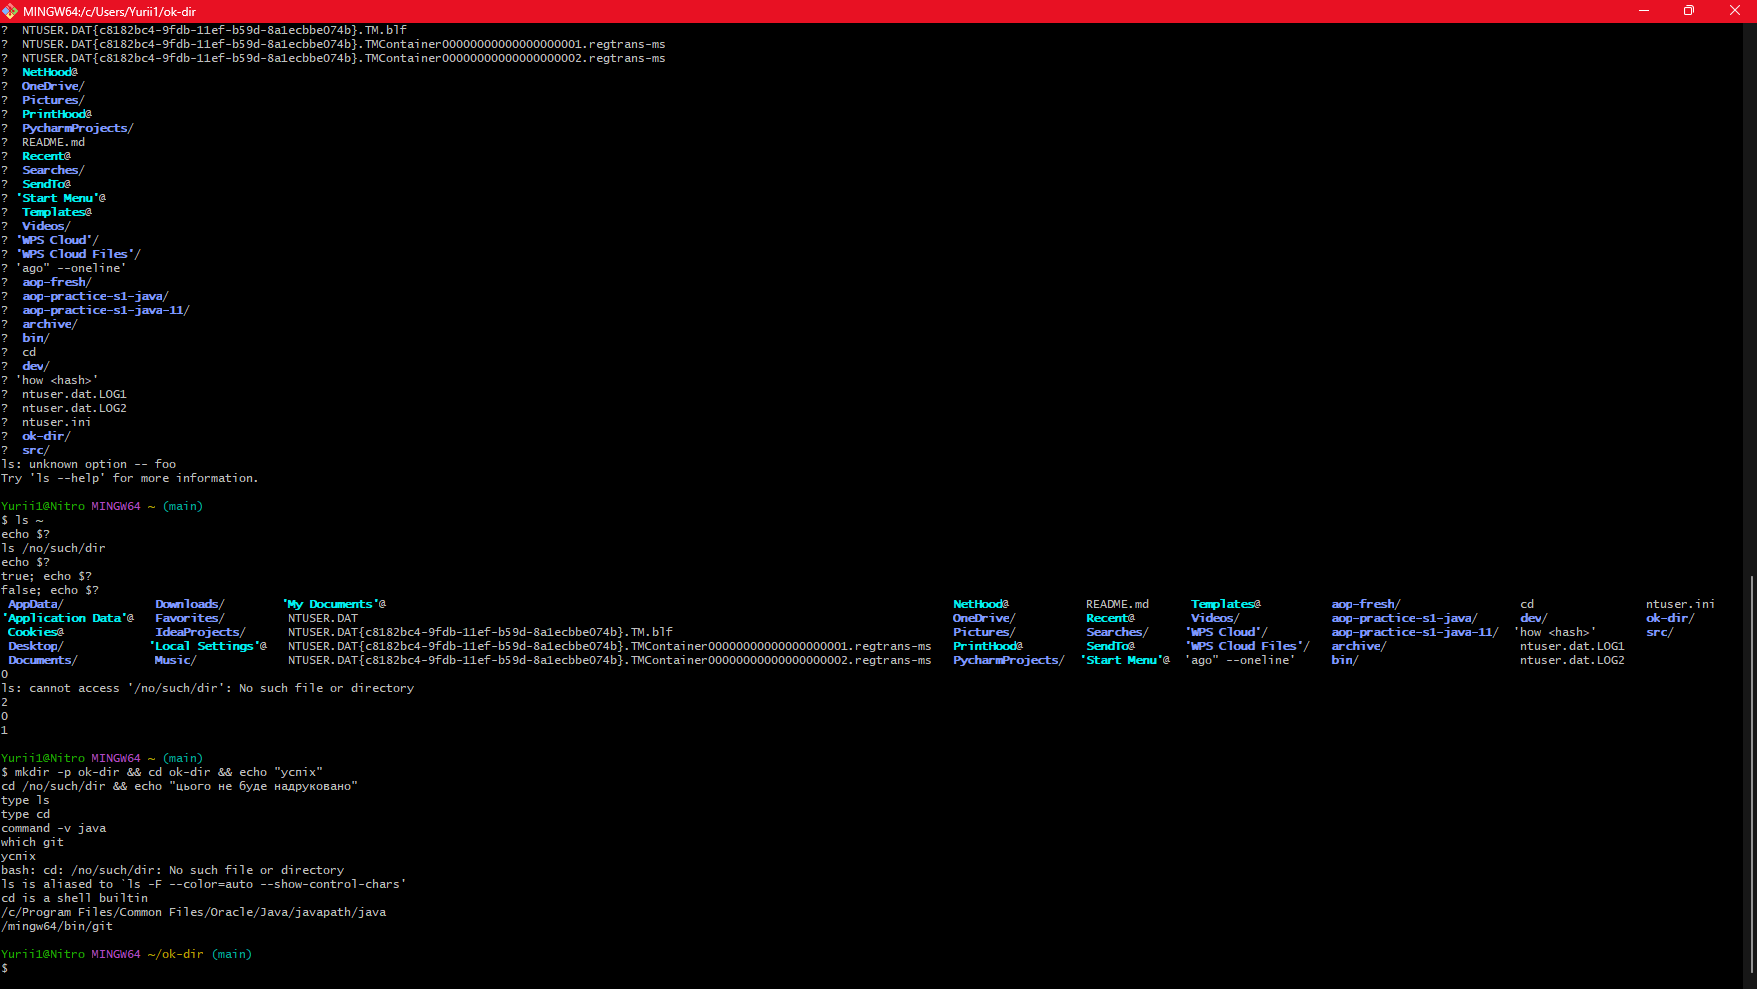 MINGW64:/c/Users/Yurii1/ok-dir
?  NTUSER.DAT{c8182bc4-9fdb-11ef-b59d-8a1ecbbe074b}.TM.blf
?  NTUSER.DAT{c8182bc4-9fdb-11ef-b59d-8a1ecbbe074b}.TMContainer00000000000000000001.regtrans-ms
?  NTUSER.DAT{c8182bc4-9fdb-11ef-b59d-8a1ecbbe074b}.TMContainer00000000000000000002.regtrans-ms
?  NetHood@
?  OneDrive/
?  Pictures/
?  PrintHood@
?  PycharmProjects/
?  README.md
?  Recent@
?  Searches/
?  SendTo@
? 'Start Menu'@
?  Templates@
?  Videos/
? 'WPS Cloud'/
? 'WPS Cloud Files'/
? 'ago" --oneline'
?  aop-fresh/
?  aop-practice-s1-java/
?  aop-practice-s1-java-11/
?  archive/
?  bin/
?  cd
?  dev/
? 'how <hash>'
?  ntuser.dat.LOG1
?  ntuser.dat.LOG2
?  ntuser.ini
?  ok-dir/
?  src/
ls: unknown option -- foo
Try 'ls --help' for more information.
Yurii1@Nitro MINGW64 ~ (main)
$ ls ~
echo $?
ls /no/such/dir
echo $?
true; echo $?
false; echo $?
AppData/ Downloads/ 'My Documents'@ NetHood@ README.md Templates@ aop-fresh/ cd ntuser.ini
'Application Data'@ Favorites/ NTUSER.DAT OneDrive/ Recent@ Videos/ aop-practice-s1-java/ dev/ ok-dir/
Cookies@ IdeaProjects/ NTUSER.DAT{c8182bc4-9fdb-11ef-b59d-8a1ecbbe074b}.TM.blf Pictures/ Searches/ 'WPS Cloud'/ aop-practice-s1-java-11/ 'how <hash>' src/
Desktop/ 'Local Settings'@ NTUSER.DAT{c8182bc4-9fdb-11ef-b59d-8a1ecbbe074b}.TMContainer00000000000000000001.regtrans-ms PrintHood@ SendTo@ 'WPS Cloud Files'/ archive/ ntuser.dat.LOG1
Documents/ Music/ NTUSER.DAT{c8182bc4-9fdb-11ef-b59d-8a1ecbbe074b}.TMContainer00000000000000000002.regtrans-ms PycharmProjects/ 'Start Menu'@ 'ago" --oneline' bin/ ntuser.dat.LOG2
0
ls: cannot access '/no/such/dir': No such file or directory
2
0
1
Yurii1@Nitro MINGW64 ~ (main)
$ mkdir -p ok-dir && cd ok-dir && echo "успіх"
cd /no/such/dir && echo "цього не буде надруковано"
type ls
type cd
command -v java
which git
успіх
bash: cd: /no/such/dir: No such file or directory
ls is aliased to `ls -F --color=auto --show-control-chars'
cd is a shell builtin
/c/Program Files/Common Files/Oracle/Java/javapath/java
/mingw64/bin/git
Yurii1@Nitro MINGW64 ~/ok-dir (main)
$